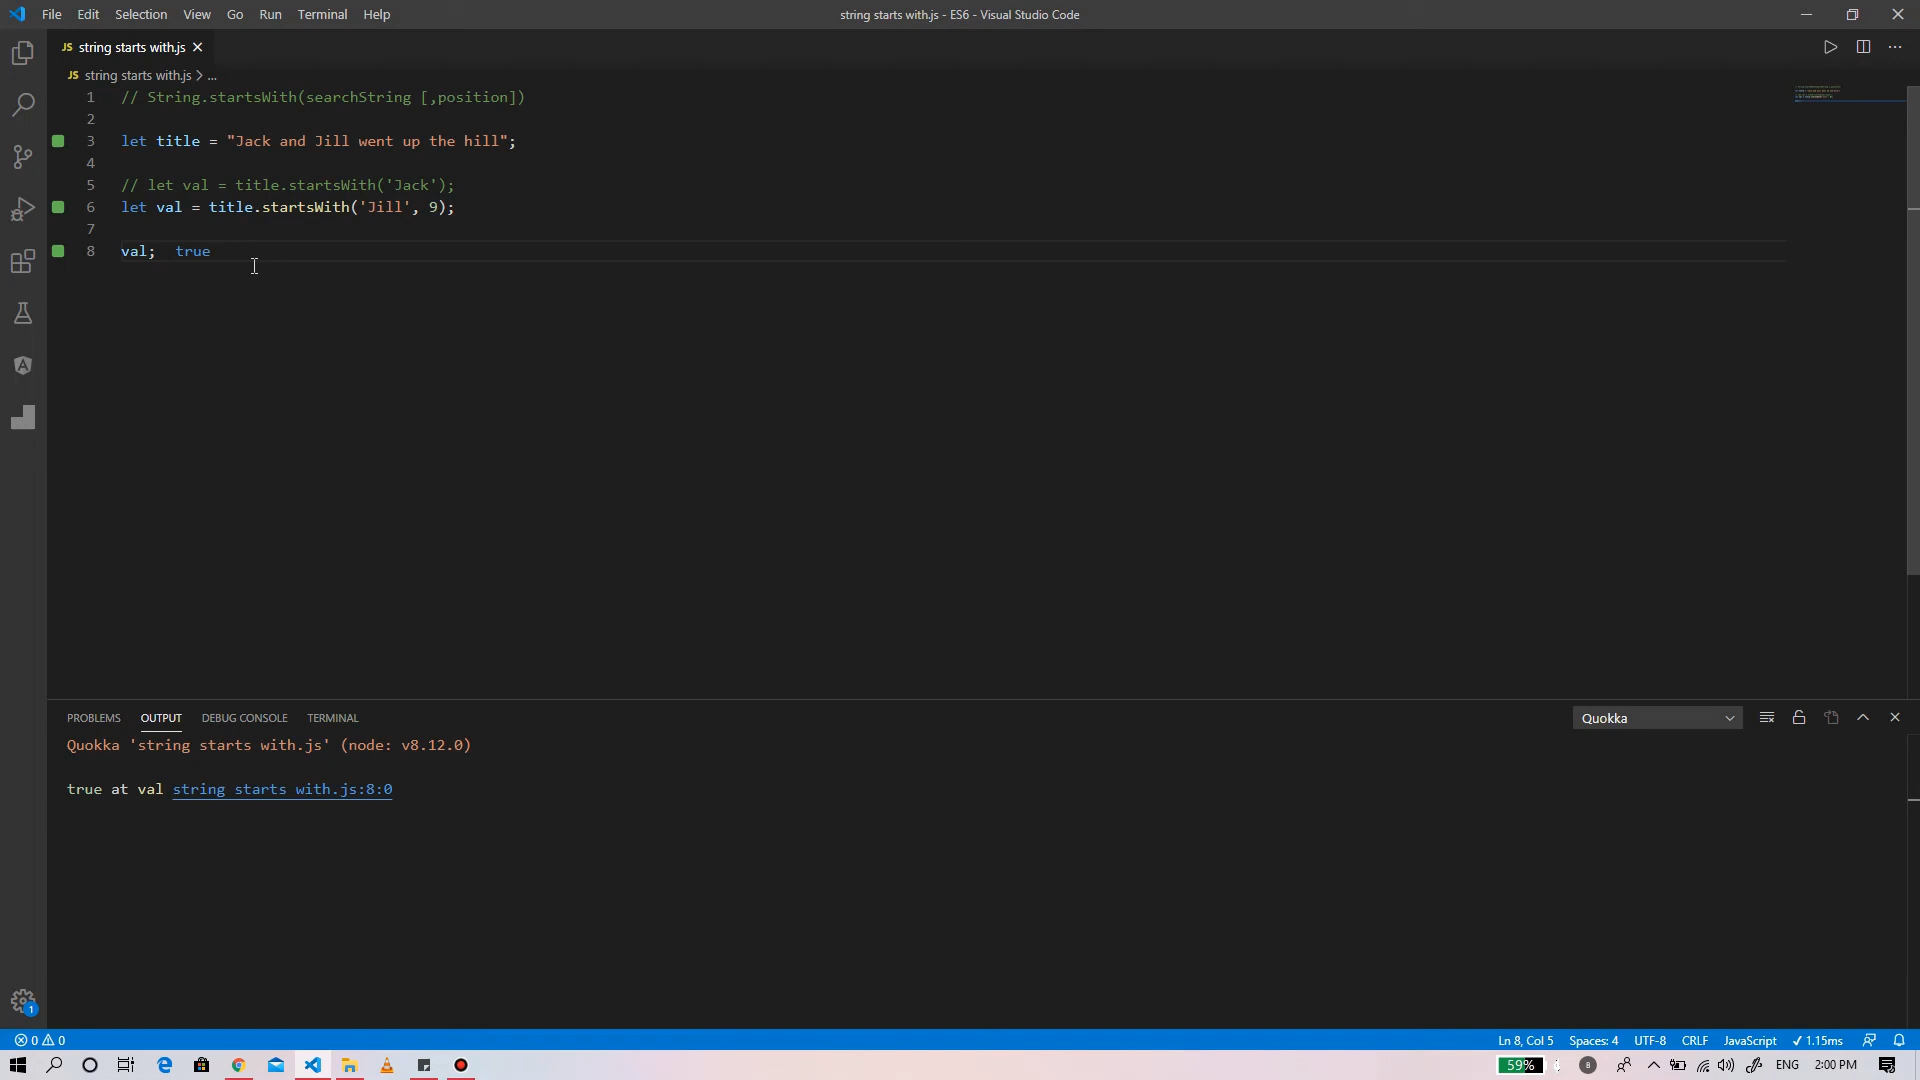 File Edit Selection View Go Run Terminal Help
string starts with.js - ES6 - Visual Studio Code
JS string starts with.js
JS string starts with.js > ...
1 // String.startsWith(searchString [,position])
2
3 let title = "Jack and Jill went up the hill";
4
5 // let val = title.startsWith('Jack');
6 let val = title.startsWith('Jill', 9);
7
8 val; true
PROBLEMS OUTPUT DEBUG CONSOLE TERMINAL
Quokka
Quokka 'string starts with.js' (node: v8.12.0)
true at val string starts with.js:8:0
1
0 0
Ln 8, Col 5 Spaces: 4 UTF-8 CRLF JavaScript ✓ 1.15ms
59% 8 ENG 2:00 PM